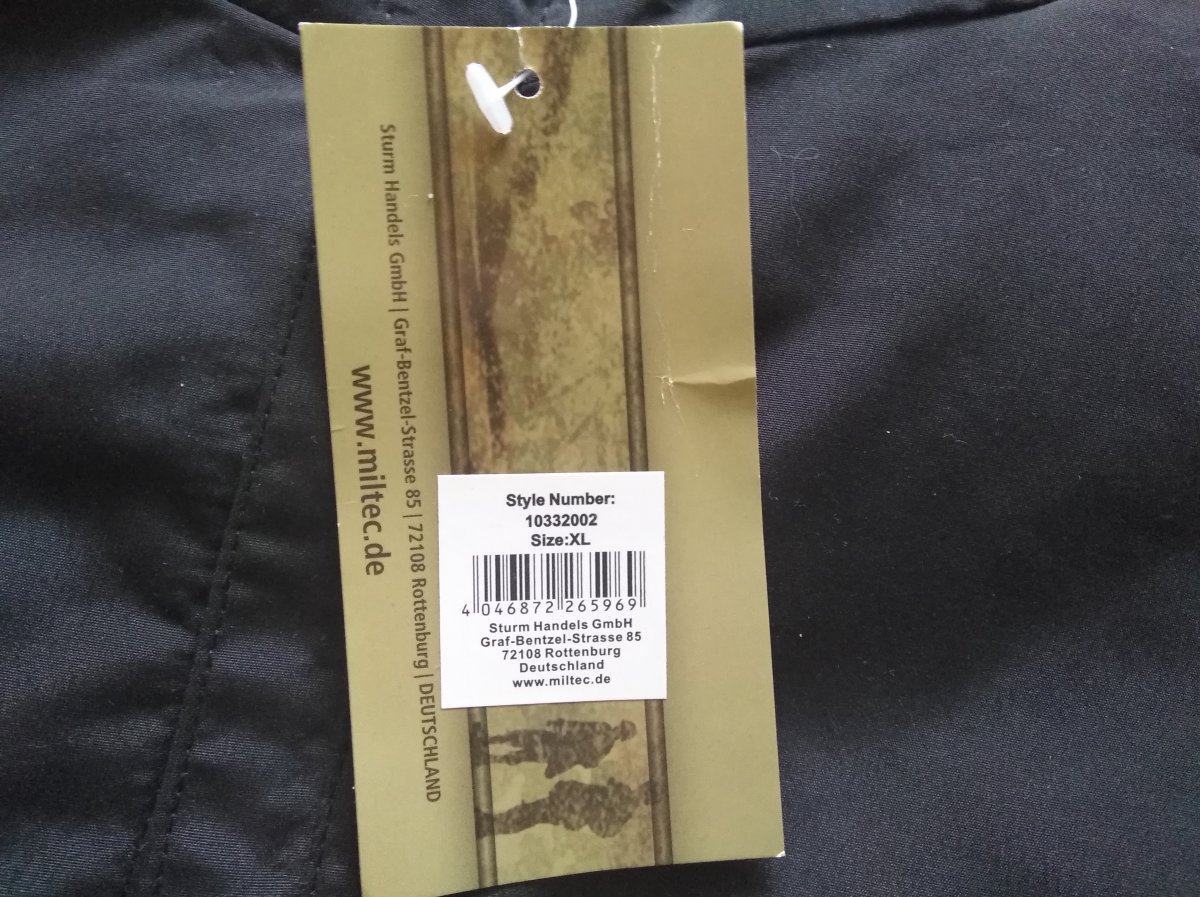 Sturm Handels GmbH | Graf-Bentzel-Strasse 85 | 72108 Rottenburg | DEUTSCHLAND
www.miltec.de
Style Number:
10332002
Size:XL
4 046872 265969
Sturm Handels GmbH
Graf-Bentzel-Strasse 85
72108 Rottenburg
Deutschland
www.miltec.de